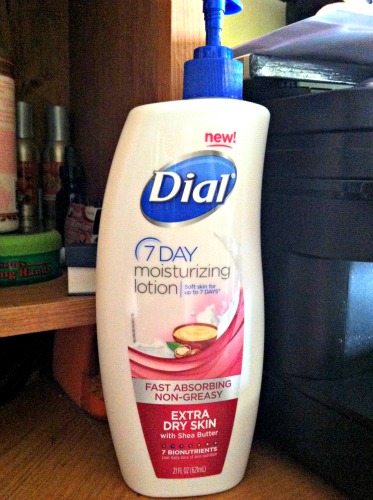 new!
Dial
7 DAY
moisturizing
lotion
Soft skin for
up to 7 DAYS*
FAST ABSORBING
NON-GREASY
EXTRA
DRY SKIN
with Shea Butter
7 BIONUTRIENTS
21 FL OZ (621mL)